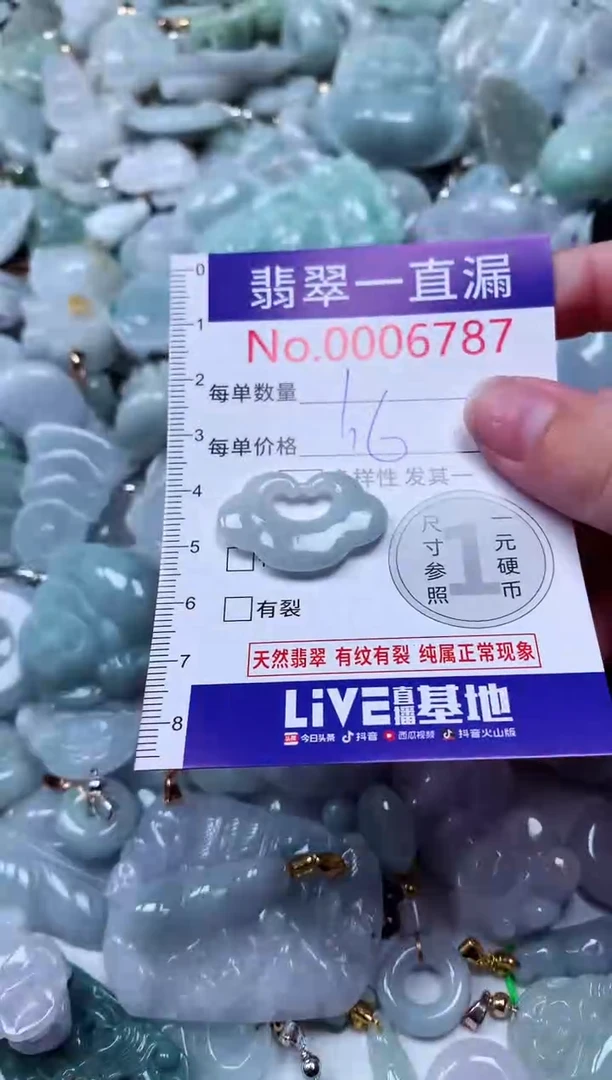 翡翠一直漏
No.0006787
每单数量
每单价格
样性 发其一
尺寸参照
1
一元硬币
有裂
天然翡翠 有纹有裂 纯属正常现象
LiVE直播基地
今日头条 抖音 西瓜视频 抖音火山版
0
1
2
3
4
5
6
7
8